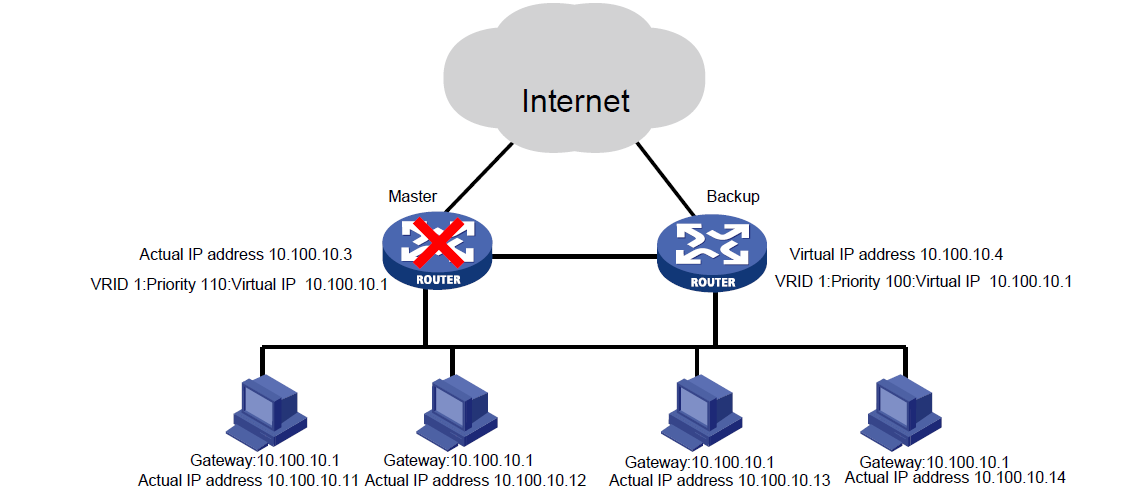 Internet
Master
Backup
Actual IP address 10.100.10.3
Virtual IP address 10.100.10.4
VRID 1:Priority 110:Virtual IP 10.100.10.1
VRID 1:Priority 100:Virtual IP 10.100.10.1
ROUTER
ROUTER
Gateway:10.100.10.1
Actual IP address 10.100.10.11
Gateway:10.100.10.1
Actual IP address 10.100.10.12
Gateway:10.100.10.1
Actual IP address 10.100.10.13
Gateway:10.100.10.1
Actual IP address 10.100.10.14